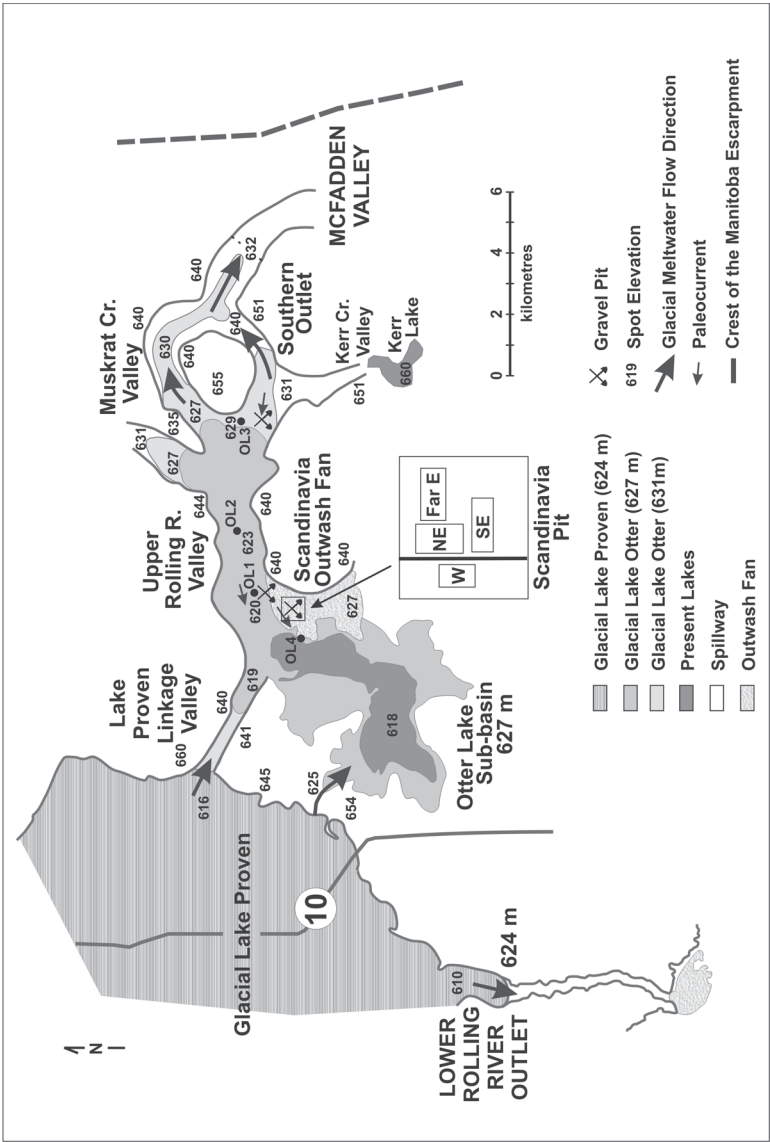 N
Glacial Lake Proven
10
LOWER
ROLLING
RIVER
OUTLET
610
624 m
616
660
645
625
654
Lake
Proven
Linkage
Valley
640
641
619
618
Otter Lake
Sub-basin
627 m
OL4
Upper
Rolling R.
Valley
620
OL1
OL2
623
640
644
640
627
640
Scandinavia
Outwash Fan
W
NE
Far E
SE
Scandinavia
Pit
Muskrat Cr.
Valley
631
627
635
627
630
640
640
640
655
640
629
OL3
631
651
632
Southern
Outlet
Kerr Cr.
Valley
651
Kerr
Lake
660
MCFADDEN
VALLEY
0
2
4
6
kilometres
Glacial Lake Proven (624 m)
Glacial Lake Otter (627 m)
Glacial Lake Otter (631m)
Present Lakes
Spillway
Outwash Fan
Gravel Pit
619 Spot Elevation
Glacial Meltwater Flow Direction
Paleocurrent
Crest of the Manitoba Escarpment